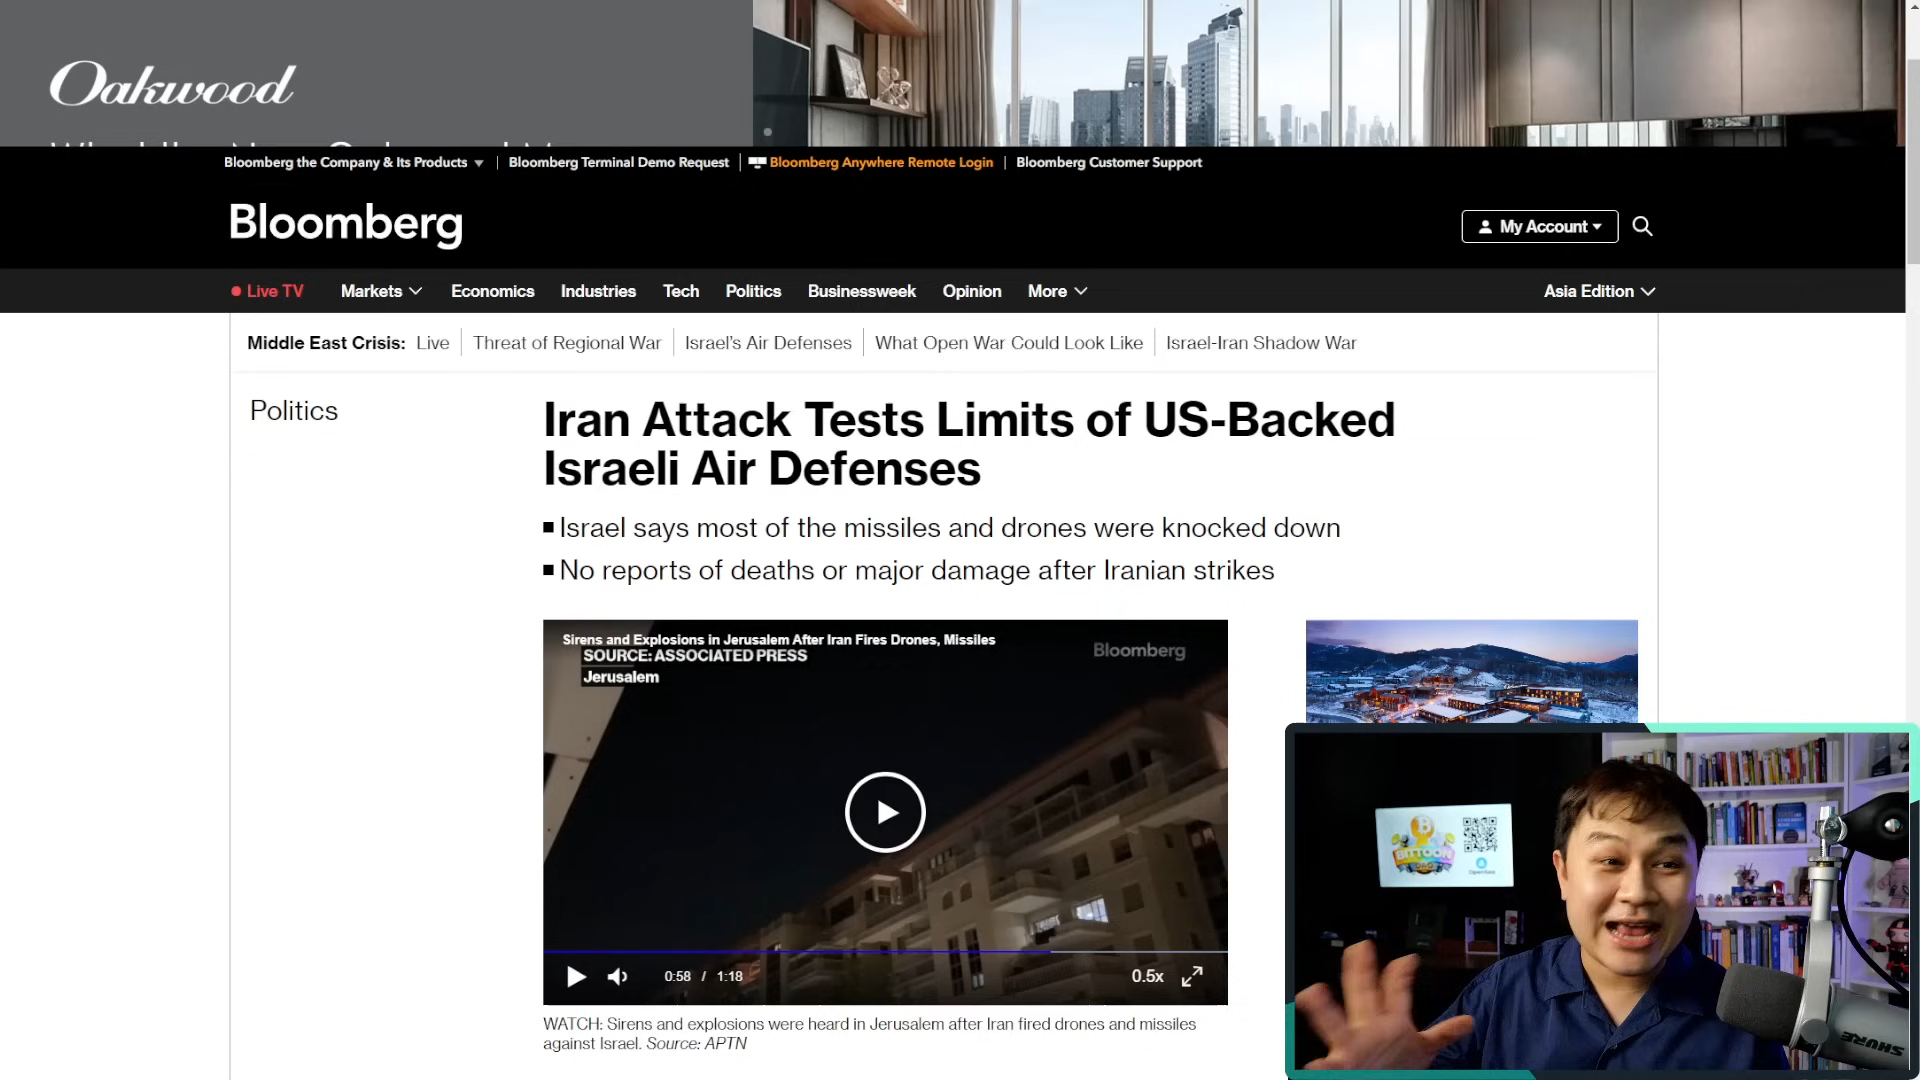 Oakwood
Bloomberg the Company & Its Products
Bloomberg Terminal Demo Request
Bloomberg Anywhere Remote Login
Bloomberg Customer Support
Bloomberg
My Account
Live TV
Markets
Economics
Industries
Tech
Politics
Businessweek
Opinion
More
Asia Edition
Middle East Crisis: Live
Threat of Regional War
Israel's Air Defenses
What Open War Could Look Like
Israel-Iran Shadow War
Politics
Iran Attack Tests Limits of US-Backed
Israeli Air Defenses
Israel says most of the missiles and drones were knocked down
No reports of deaths or major damage after Iranian strikes
Sirens and Explosions in Jerusalem After Iran Fires Drones, Missiles
SOURCE: ASSOCIATED PRESS
Jerusalem
Bloomberg
0:58 / 1:18
0.5x
WATCH: Sirens and explosions were heard in Jerusalem after Iran fired drones and missiles
against Israel. Source: APTN
BITTOON
OpenSea
SHURE